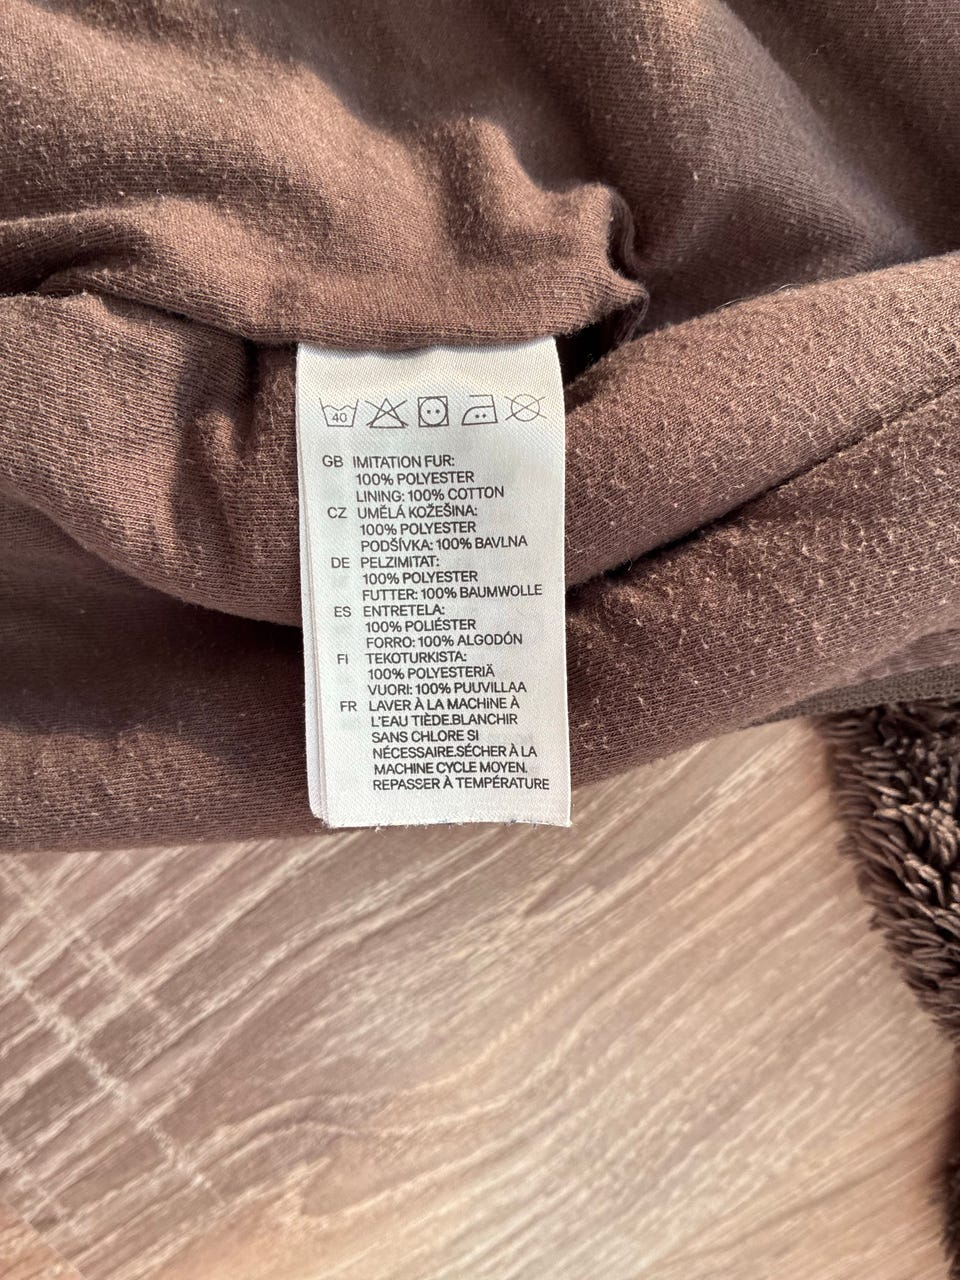 40
GB IMITATION FUR:
100% POLYESTER
LINING: 100% COTTON
CZ UMĚLÁ KOŽEŠINA:
100% POLYESTER
PODŠÍVKA: 100% BAVLNA
DE PELZIMITAT:
100% POLYESTER
FUTTER: 100% BAUMWOLLE
ES ENTRETELA:
100% POLIÉSTER
FORRO: 100% ALGODÓN
FI TEKOTURKISTA:
100% POLYESTERIÄ
VUORI: 100% PUUVILLAA
FR LAVER À LA MACHiNE À
L'EAU TIÈDE.BLANCHIR
SANS CHLORE SI
NÉCESSAIRE.SÉCHER À LA
MACHINE CYCLE MOYEN.
REPASSER À TEMPÉRATURE